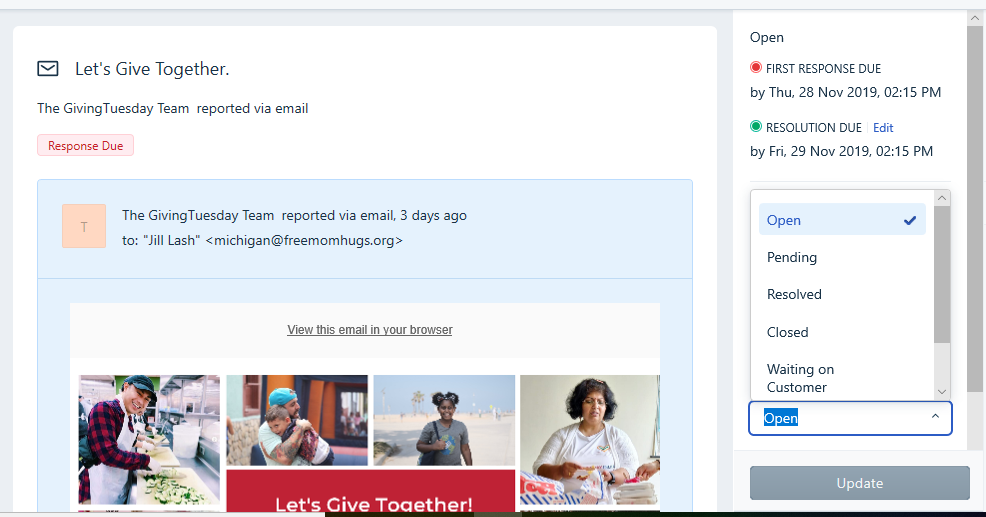 Let's Give Together.
The GivingTuesday Team reported via email
Response Due
T
The GivingTuesday Team reported via email, 3 days ago
to: "Jill Lash" <michigan@freemomhugs.org>
View this email in your browser
Let's Give Together!
Open
FIRST RESPONSE DUE
by Thu, 28 Nov 2019, 02:15 PM
RESOLUTION DUE | Edit
by Fri, 29 Nov 2019, 02:15 PM
Open
Pending
Resolved
Closed
Waiting on
Customer
Open
Update